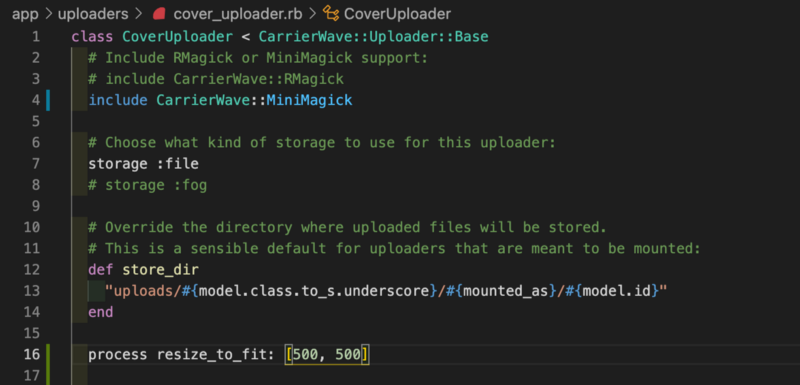 app > uploaders > cover_uploader.rb > CoverUploader
1 class CoverUploader < CarrierWave::Uploader::Base
2 # Include RMagick or MiniMagick support:
3 # include CarrierWave::RMagick
4 include CarrierWave::MiniMagick
5
6 # Choose what kind of storage to use for this uploader:
7 storage :file
8 # storage :fog
9
10 # Override the directory where uploaded files will be stored.
11 # This is a sensible default for uploaders that are meant to be mounted:
12 def store_dir
13 "uploads/#{model.class.to_s.underscore}/#{mounted_as}/#{model.id}"
14 end
15
16 process resize_to_fit: [500, 500]
17